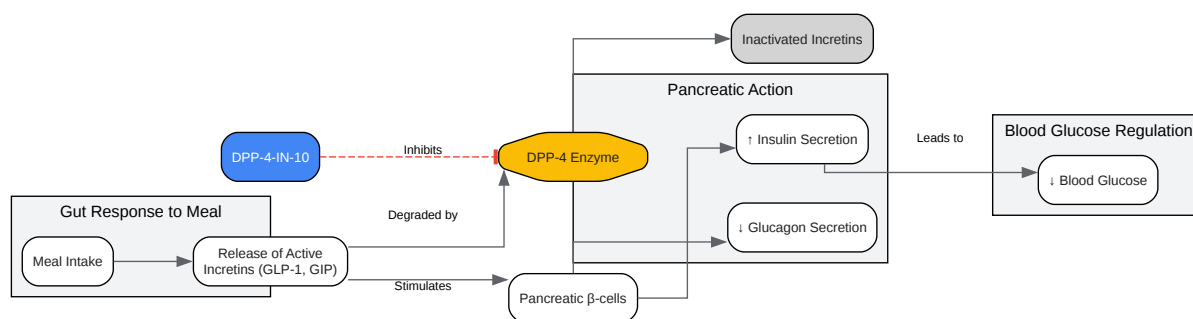 Inactivated Incretins
Pancreatic Action
↑ Insulin Secretion
Leads to
Blood Glucose Regulation
DPP-4-IN-10
Inhibits
DPP-4 Enzyme
↓ Blood Glucose
Gut Response to Meal
Degraded by
↓ Glucagon Secretion
Meal Intake
Release of Active
Incretins (GLP-1, GIP)
Stimulates
Pancreatic β-cells